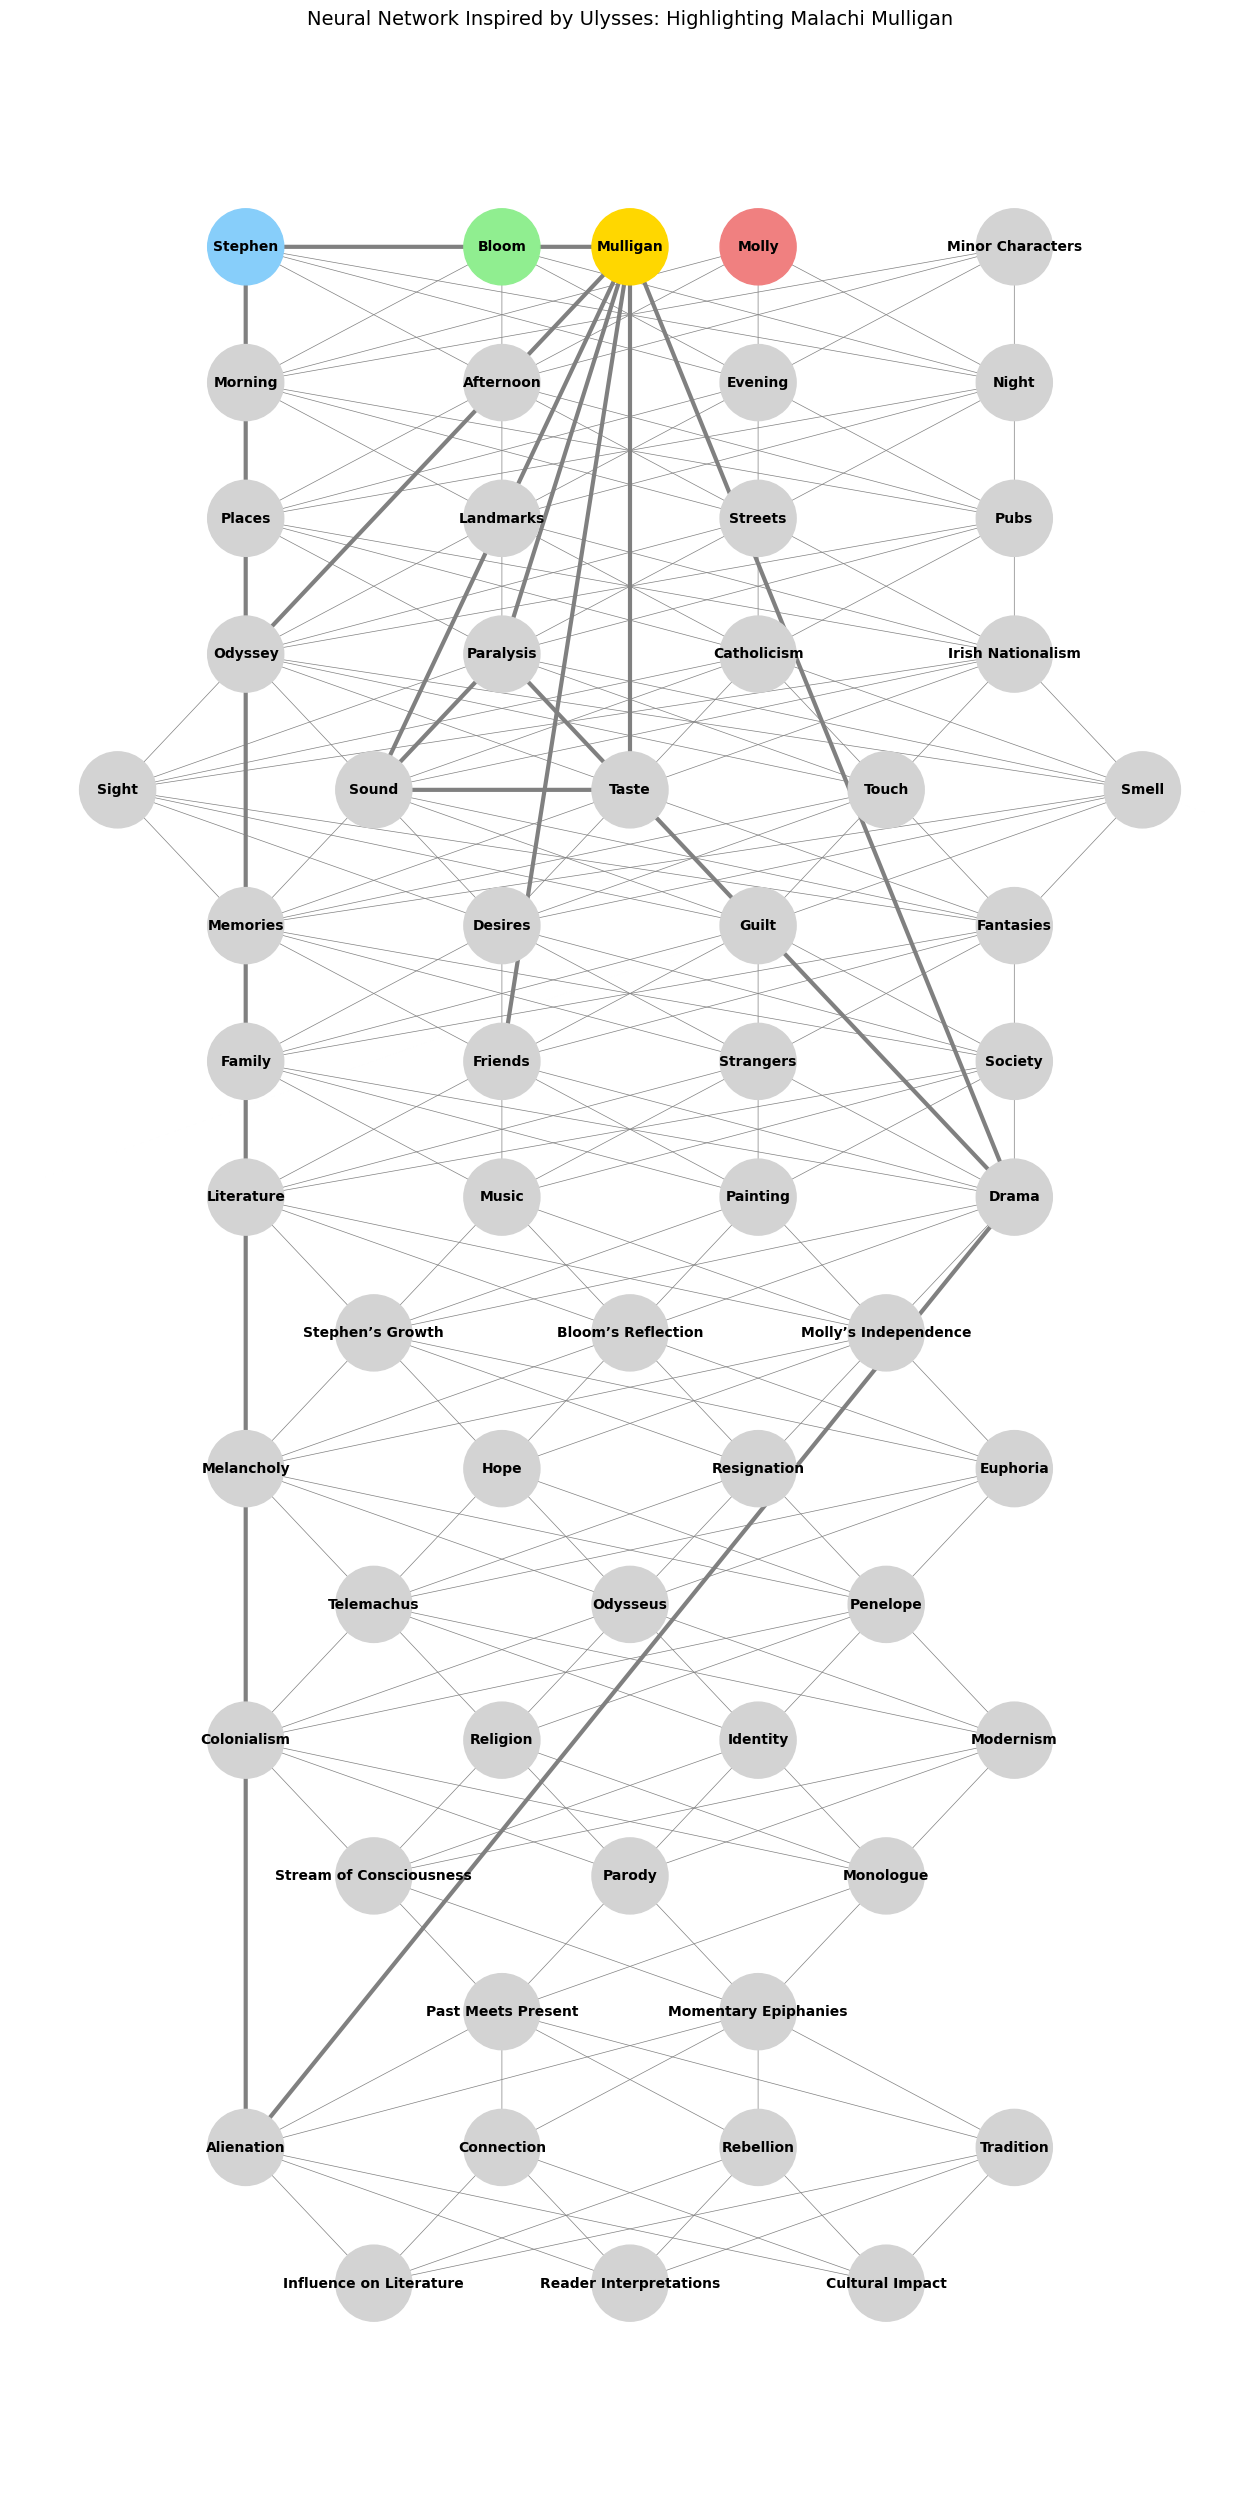 Neural Network Inspired by Ulysses: Highlighting Malachi Mulligan
Stephen
Bloom
Mulligan
Molly
Minor Characters
Morning
Afternoon
Evening
Night
Places
Landmarks
Streets
Pubs
Odyssey
Paralysis
Catholicism
Irish Nationalism
Sight
Sound
Taste
Touch
Smell
Memories
Desires
Guilt
Fantasies
Family
Friends
Strangers
Society
Literature
Music
Painting
Drama
Stephen’s Growth
Bloom’s Reflection
Molly’s Independence
Melancholy
Hope
Resignation
Euphoria
Telemachus
Odysseus
Penelope
Colonialism
Religion
Identity
Modernism
Stream of Consciousness
Parody
Monologue
Past Meets Present
Momentary Epiphanies
Alienation
Connection
Rebellion
Tradition
Influence on Literature
Reader Interpretations
Cultural Impact